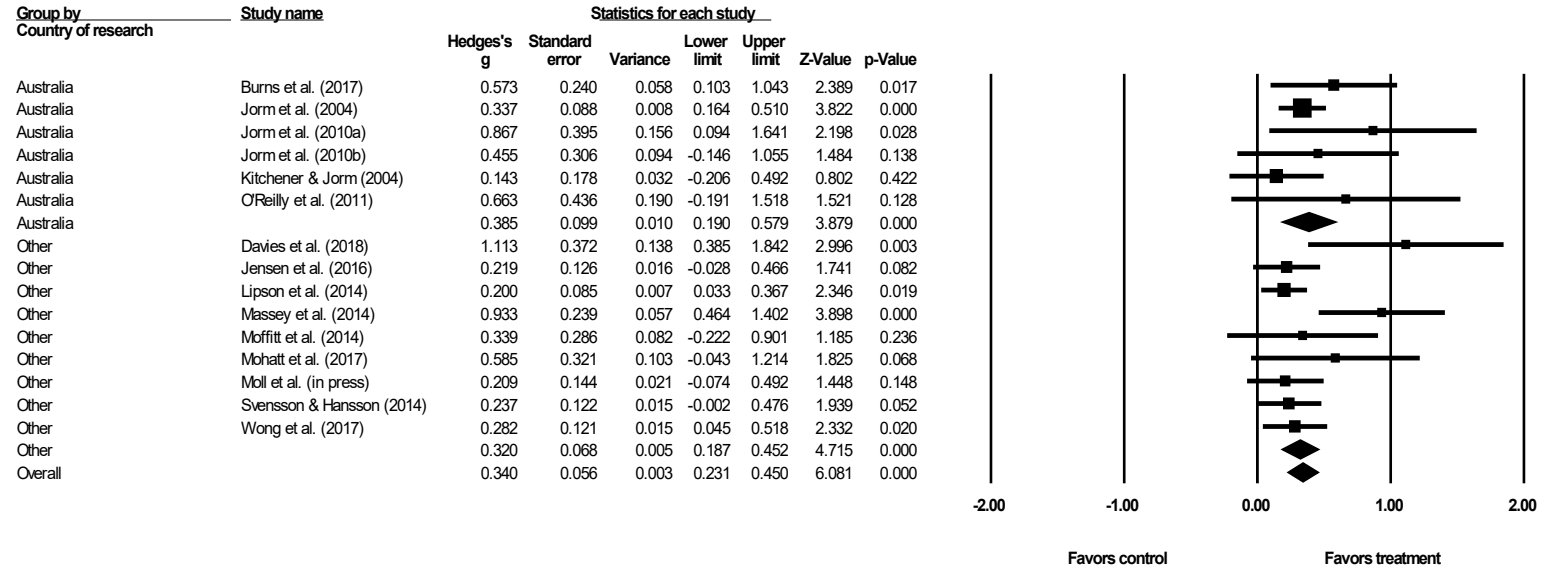 Group by Study name Statistics for each study
Country of research
Hedges's Standard Lower Upper
g error Variance limit limit Z-Value p-Value
Australia Burns et al. (2017) 0.573 0.240 0.058 0.103 1.043 2.389 0.017
Australia Jorm et al. (2004) 0.337 0.088 0.008 0.164 0.510 3.822 0.000
Australia Jorm et al. (2010a) 0.867 0.395 0.156 0.094 1.641 2.198 0.028
Australia Jorm et al. (2010b) 0.455 0.306 0.094 -0.146 1.055 1.484 0.138
Australia Kitchener & Jorm (2004) 0.143 0.178 0.032 -0.206 0.492 0.802 0.422
Australia O'Reilly et al. (2011) 0.663 0.436 0.190 -0.191 1.518 1.521 0.128
Australia 0.385 0.099 0.010 0.190 0.579 3.879 0.000
Other Davies et al. (2018) 1.113 0.372 0.138 0.385 1.842 2.996 0.003
Other Jensen et al. (2016) 0.219 0.126 0.016 -0.028 0.466 1.741 0.082
Other Lipson et al. (2014) 0.200 0.085 0.007 0.033 0.367 2.346 0.019
Other Massey et al. (2014) 0.933 0.239 0.057 0.464 1.402 3.898 0.000
Other Moffitt et al. (2014) 0.339 0.286 0.082 -0.222 0.901 1.185 0.236
Other Mohatt et al. (2017) 0.585 0.321 0.103 -0.043 1.214 1.825 0.068
Other Moll et al. (in press) 0.209 0.144 0.021 -0.074 0.492 1.448 0.148
Other Svensson & Hansson (2014) 0.237 0.122 0.015 -0.002 0.476 1.939 0.052
Other Wong et al. (2017) 0.282 0.121 0.015 0.045 0.518 2.332 0.020
Other 0.320 0.068 0.005 0.187 0.452 4.715 0.000
Overall 0.340 0.056 0.003 0.231 0.450 6.081 0.000
-2.00 -1.00 0.00 1.00 2.00
Favors control Favors treatment